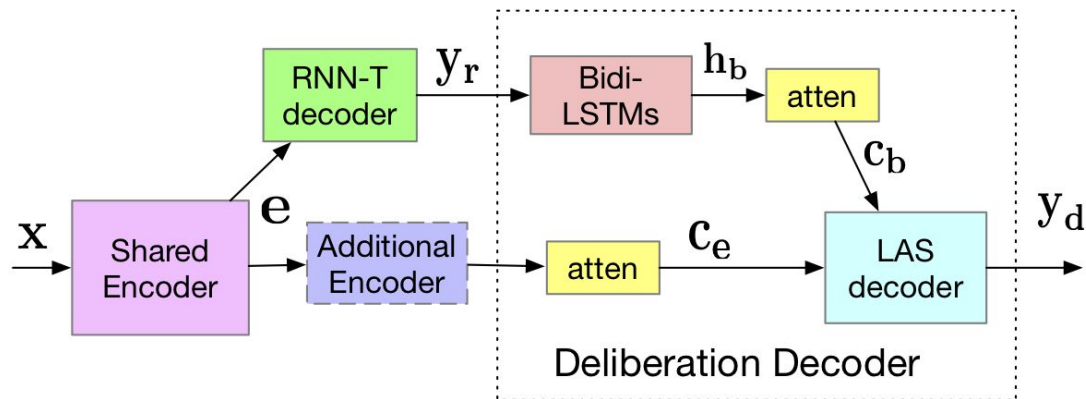 RNN-T
decoder
y_r
Bidi-
LSTMs
h_b
atten
c_b
x
Shared
Encoder
e
Additional
Encoder
atten
c_e
LAS
decoder
y_d
Deliberation Decoder